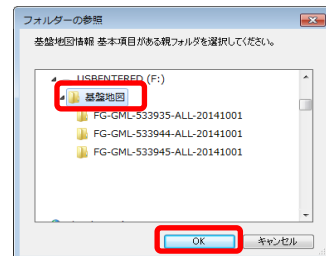 フォルダーの参照
基盤地図情報 基本項目がある親フォルダを選択してください。
USBENTERED (F:)
基盤地図
FG-GML-533935-ALL-20141001
FG-GML-533944-ALL-20141001
FG-GML-533945-ALL-20141001
OK
キャンセル